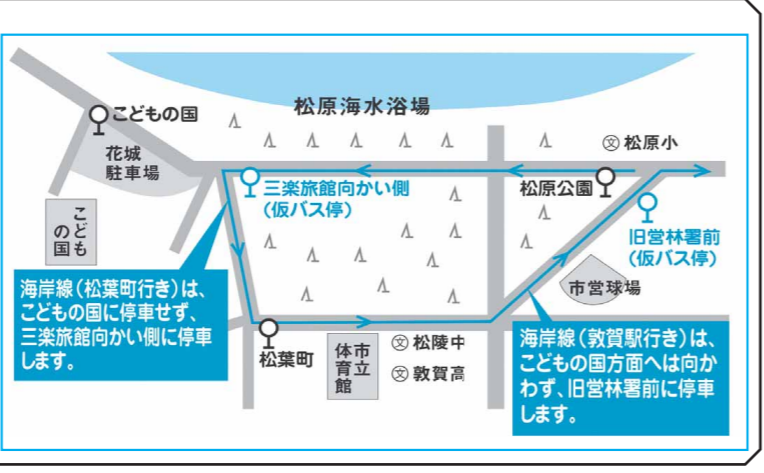 松原海水浴場
こどもの国
花城
駐車場
文 松原小
三楽旅館向かい側
(仮バス停)
松原公園
旧営林署前
(仮バス停)
こども
の国
市営球場
海岸線(松葉町行き)は、
こどもの国に停車せず、
三楽旅館向かい側に停車
します。
松葉町
市立
体育館
文 松陵中
文 敦賀高
海岸線(敦賀駅行き)は、
こどもの国方面へは向か
わず、旧営林署前に停車
します。